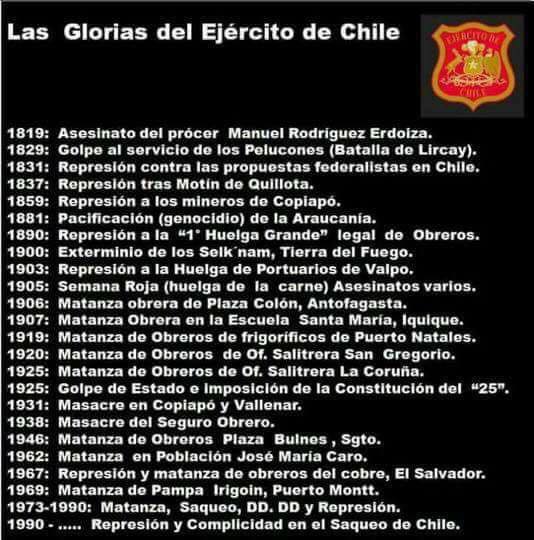 Las Glorias del Ejército de Chile
EJERCITO DE
CHILE
1819: Asesinato del prócer Manuel Rodríguez Erdoiza.
1829: Golpe al servicio de los Pelucones (Batalla de Lircay).
1831: Represión contra las propuestas federalistas en Chile.
1837: Represión tras Motín de Quillota.
1859: Represión a los mineros de Copiapó.
1881: Pacificación (genocidio) de la Araucanía.
1890: Represión a la “1° Huelga Grande” legal de Obreros.
1900: Exterminio de los Selk´nam, Tierra del Fuego.
1903: Represión a la Huelga de Portuarios de Valpo.
1905: Semana Roja (huelga de la carne) Asesinatos varios.
1906: Matanza obrera de Plaza Colón, Antofagasta.
1907: Matanza Obrera en la Escuela Santa María, Iquique.
1919: Matanza de Obreros de frigoríficos de Puerto Natales.
1920: Matanza de Obreros de Of. Salitrera San Gregorio.
1925: Matanza de Obreros de Of. Salitrera La Coruña.
1925: Golpe de Estado e imposición de la Constitución del “25”.
1931: Masacre en Copiapó y Vallenar.
1938: Masacre del Seguro Obrero.
1946: Matanza de Obreros Plaza Bulnes , Sgto.
1962: Matanza en Población José María Caro.
1967: Represión y matanza de obreros del cobre, El Salvador.
1969: Matanza de Pampa Irigoin, Puerto Montt.
1973-1990: Matanza, Saqueo, DD. DD y Represión.
1990 - ..... Represión y Complicidad en el Saqueo de Chile.